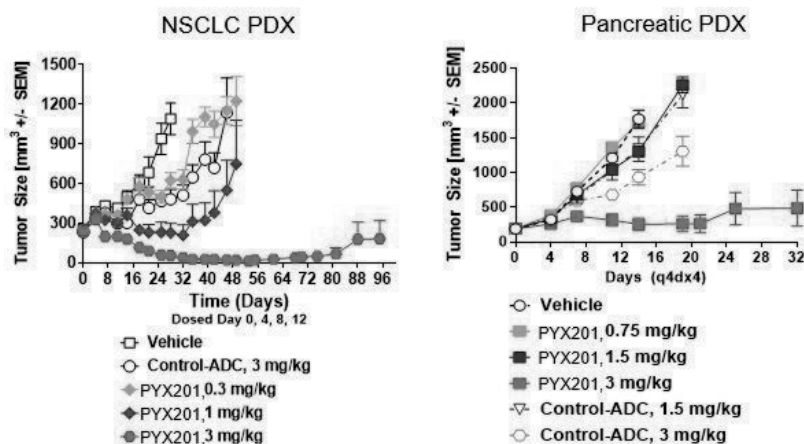 NSCLC PDX
Tumor Size [mm³ +/- SEM]
1500
1200
900
600
300
0
0 8 16 24 32 40 48 56 64 72 80 88 96
Time (Days)
Dosed Day 0, 4, 8, 12
Vehicle
Control-ADC, 3 mg/kg
PYX201, 0.3 mg/kg
PYX201, 1 mg/kg
PYX201, 3 mg/kg
Pancreatic PDX
Tumor Size [mm³ +/- SEM]
2500
2000
1500
1000
500
0
0 4 8 12 16 20 24 28 32
Days (q4dx4)
Vehicle
PYX201, 0.75 mg/kg
PYX201, 1.5 mg/kg
PYX201, 3 mg/kg
Control-ADC, 1.5 mg/kg
Control-ADC, 3 mg/kg